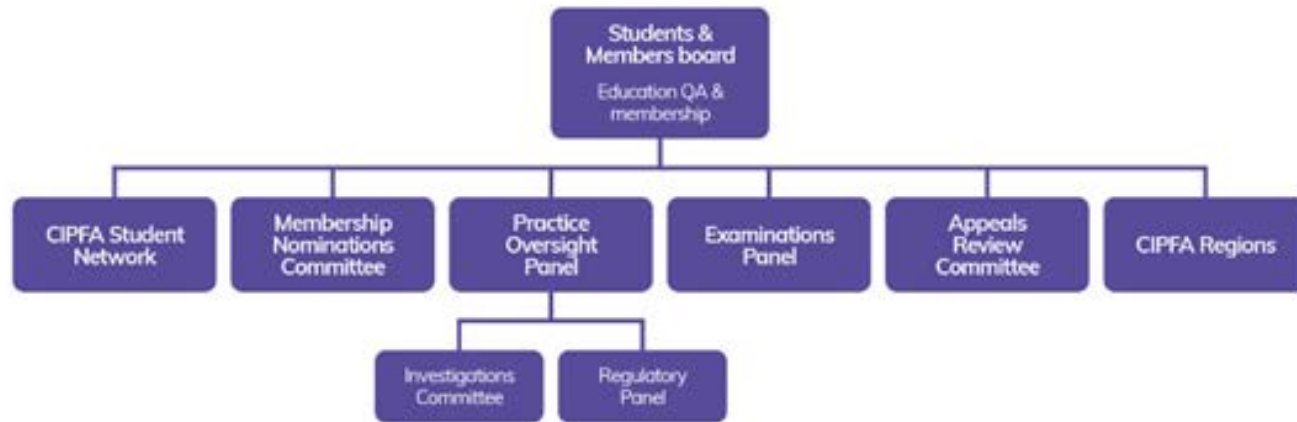 Students &
Members board
Education QA &
membership
CIPFA Student
Network
Membership
Nominations
Committee
Practice
Oversight
Panel
Examinations
Panel
Appeals
Review
Committee
CIPFA Regions
Investigations
Committee
Regulatory
Panel